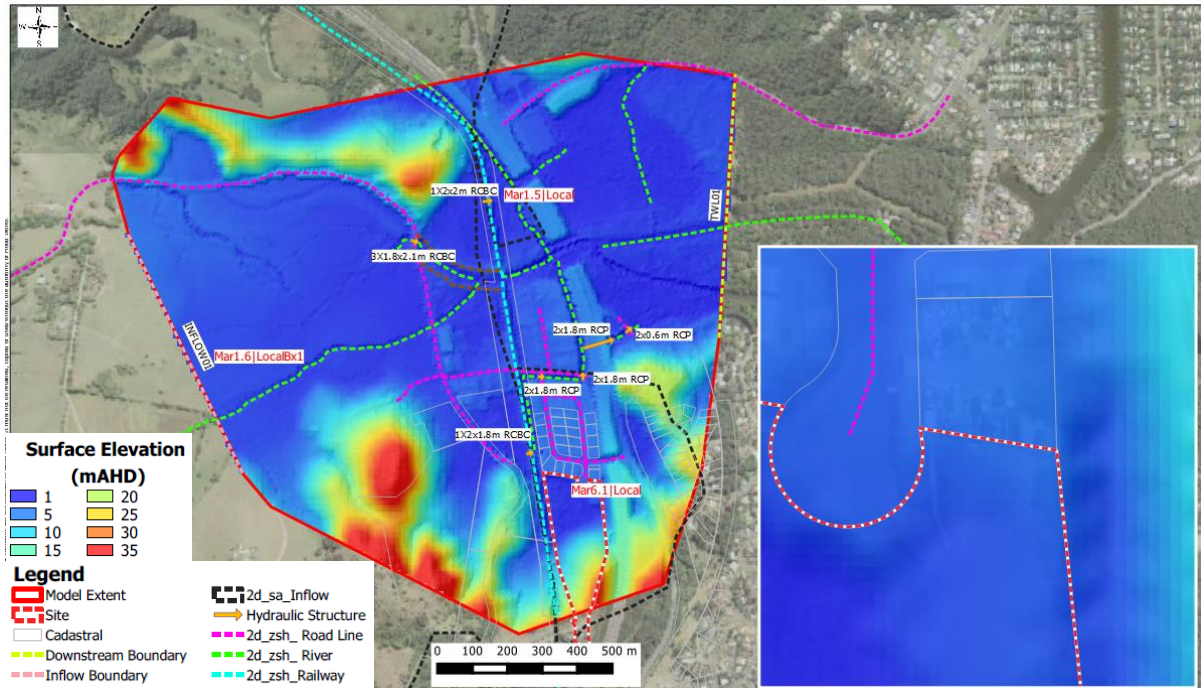 N
W E
S
1X2x2m RCBC
Mar1.5|Local
TWL01
3X1.8x2.1m RCBC
INFLOW01
Mar1.6|LocalBx1
2x1.8m RCP
2x0.6m RCP
2x1.8m RCP
2x1.8m RCP
1X2x1.8m RCBC
Mar6.1|Local
Surface Elevation
(mAHD)
1 20
5 25
10 30
15 35
Legend
Model Extent
Site
Cadastral
Downstream Boundary
Inflow Boundary
2d_sa_Inflow
Hydraulic Structure
2d_zsh_ Road Line
2d_zsh_ River
2d_zsh_Railway
0 100 200 300 400 500 m